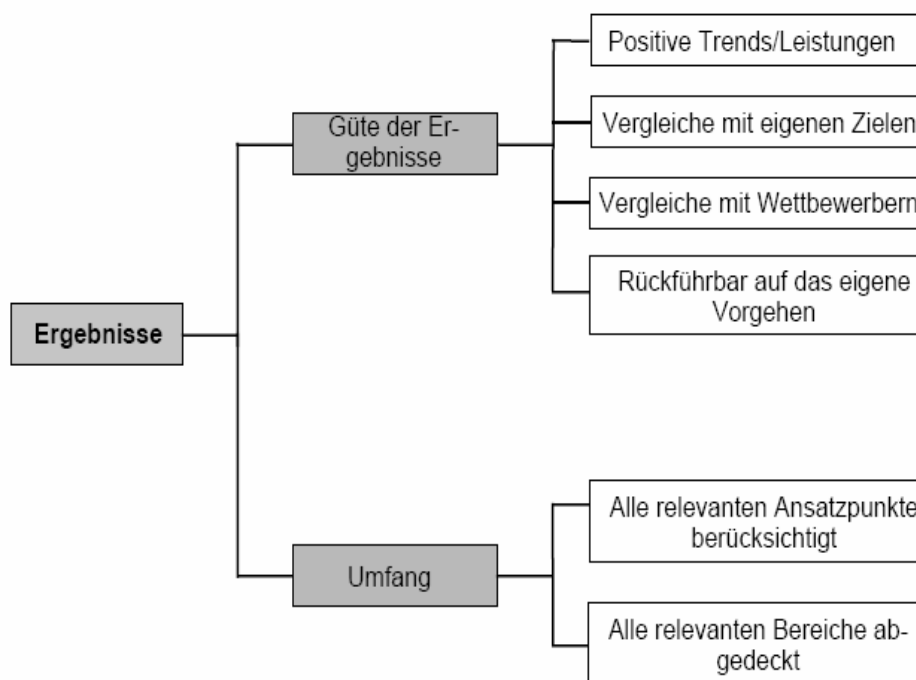 Positive Trends/Leistungen
Güte der Er-
gebnisse
Vergleiche mit eigenen Zielen
Vergleiche mit Wettbewerbern
Rückführbar auf das eigene
Vorgehen
Ergebnisse
Alle relevanten Ansatzpunkte
berücksichtigt
Umfang
Alle relevanten Bereiche ab-
gedeckt